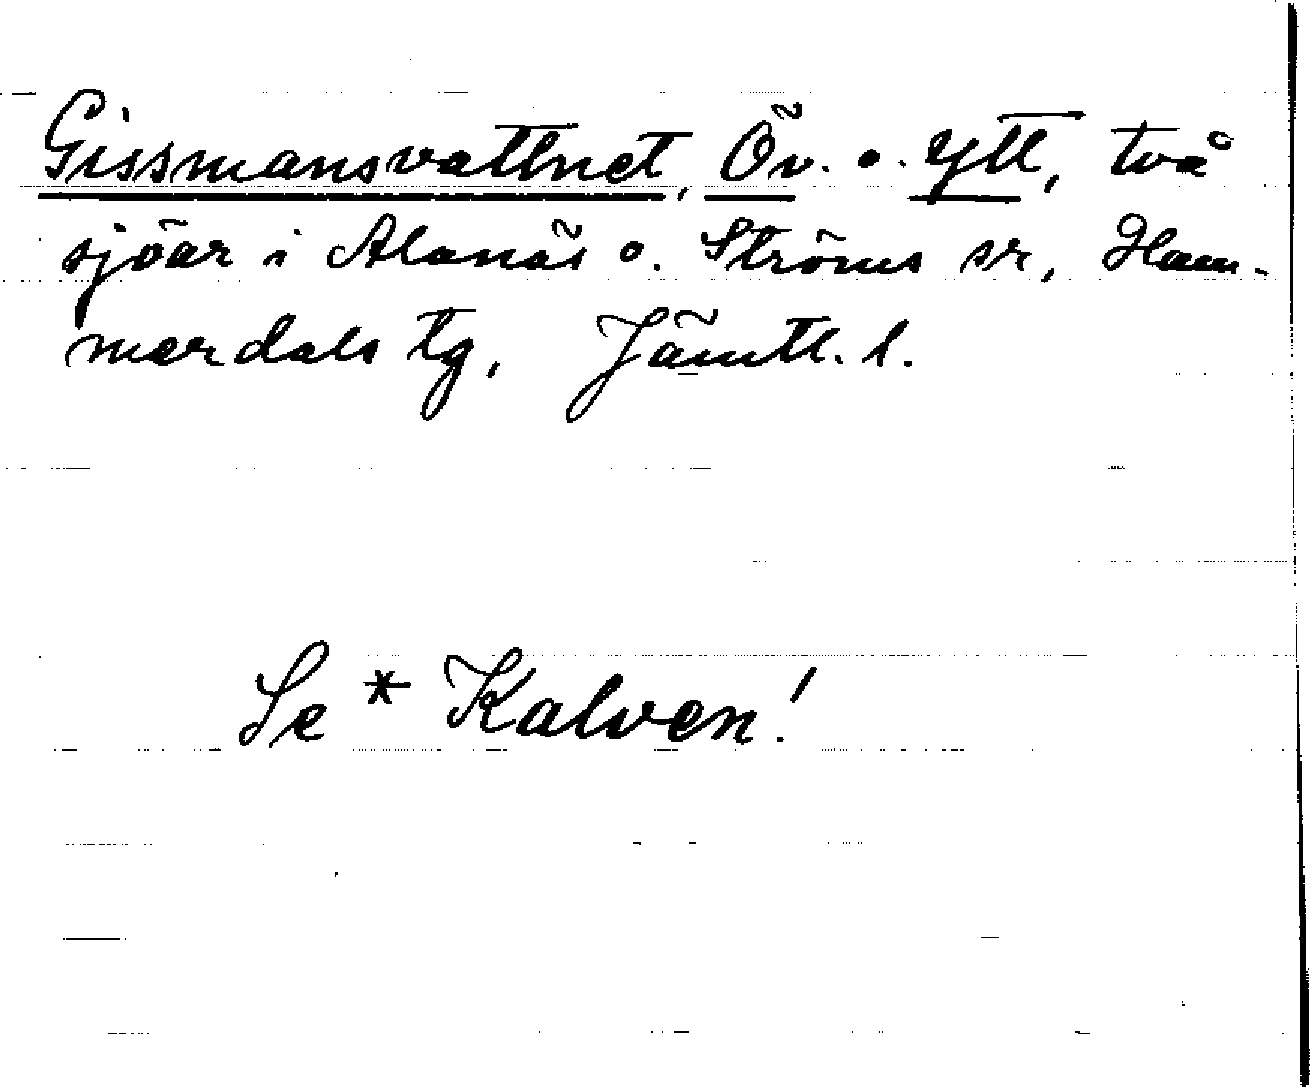 Gissmansvattnet, Öv. o. Ytt, två
sjöar i Alanäs o. Ströms sr, Ham-
merdals tg, Jämtl. l.
Se * Kalven!